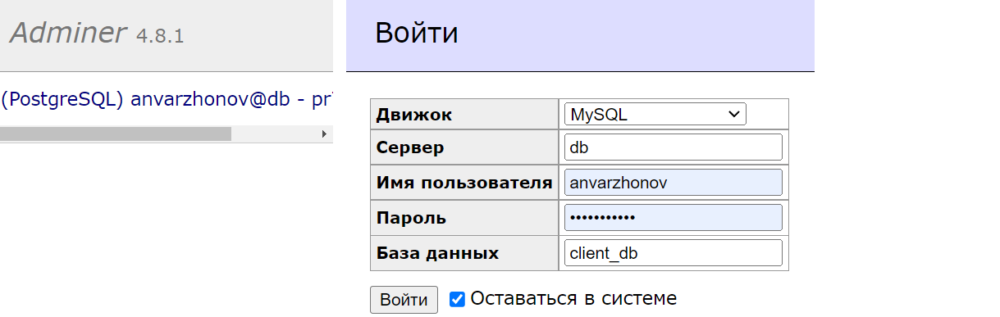 Adminer 4.8.1
(PostgreSQL) anvarzhonov@db - pr
Войти
Движок MySQL
Сервер db
Имя пользователя anvarzhonov
Пароль •••••••••••
База данных client_db
Войти Оставаться в системе